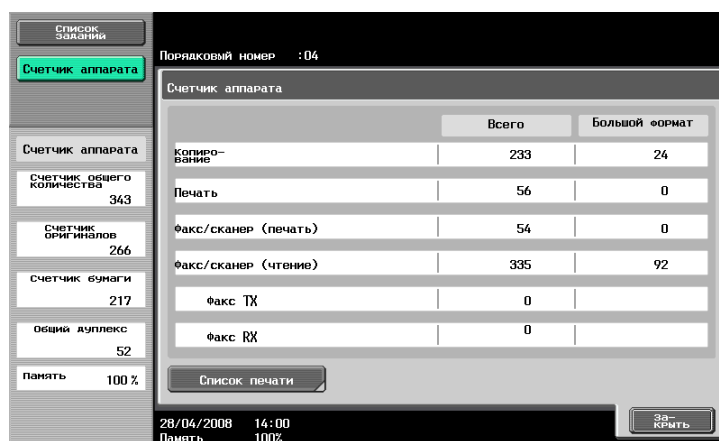 Список
заданий
Счетчик аппарата
Порядковый номер :04
Счетчик аппарата
Всего Большой формат
Копиро-
вание 233 24
Печать 56 0
Факс/сканер (печать) 54 0
Факс/сканер (чтение) 335 92
Факс TX 0
Факс RX 0
Счетчик аппарата
Счетчик общего
количества
343
Счетчик
оригиналов
266
Счетчик бумаги
217
Общий дуплекс
52
Память 100 %
Список печати
28/04/2008 14:00
Память 100%
За-
крыть